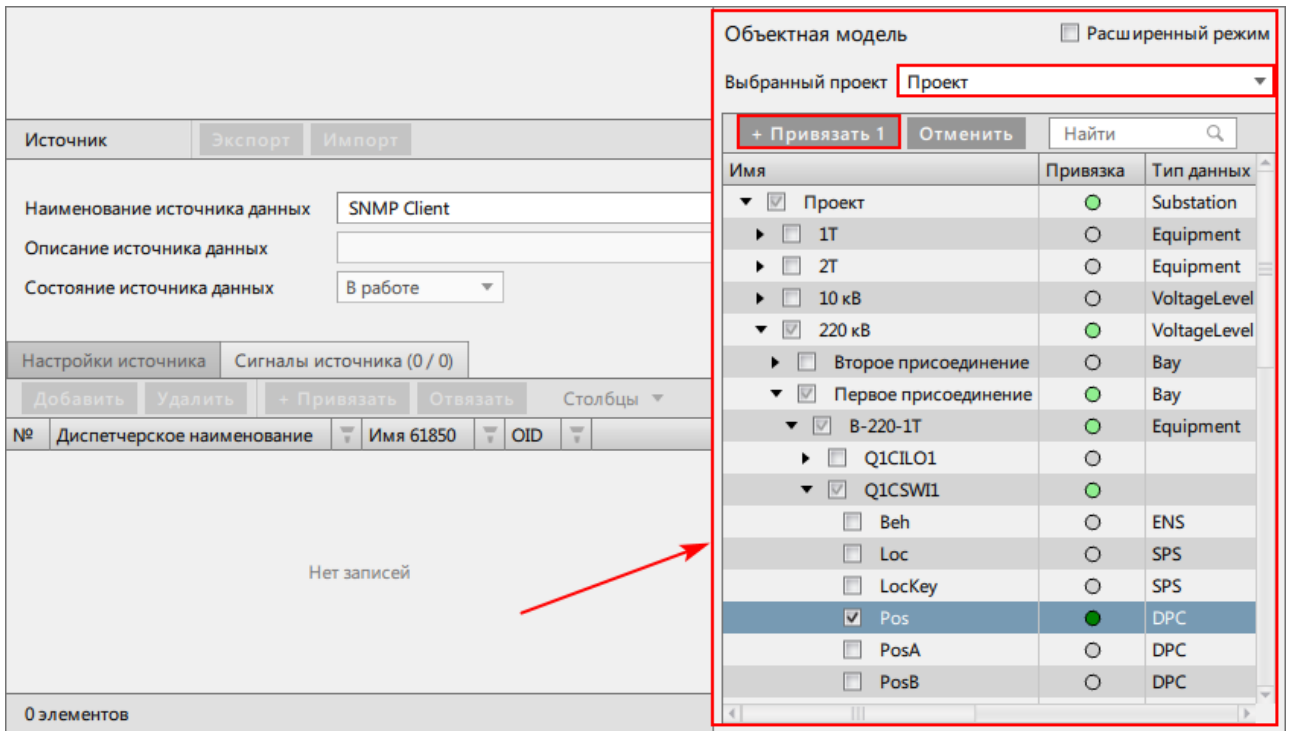 Объектная модель
Расширенный режим
Выбранный проект Проект
Источник Экспорт Импорт
+ Привязать 1 Отменить Найти
Имя Привязка Тип данных
Наименование источника данных SNMP Client
Описание источника данных
Состояние источника данных В работе
Проект Substation
1Т Equipment
2Т Equipment
10 кВ VoltageLevel
220 кВ VoltageLevel
Настройки источника Сигналы источника (0 / 0)
Второе присоединение Bay
Добавить Удалить + Привязать Отвязать Столбцы
Первое присоединение Bay
№ Диспетчерское наименование Имя 61850 OID
В-220-1Т Equipment
Q1CILO1
Q1CSWI1
Beh ENS
Loc SPS
Нет записей
LocKey SPS
Pos DPC
PosA DPC
PosB DPC
0 элементов